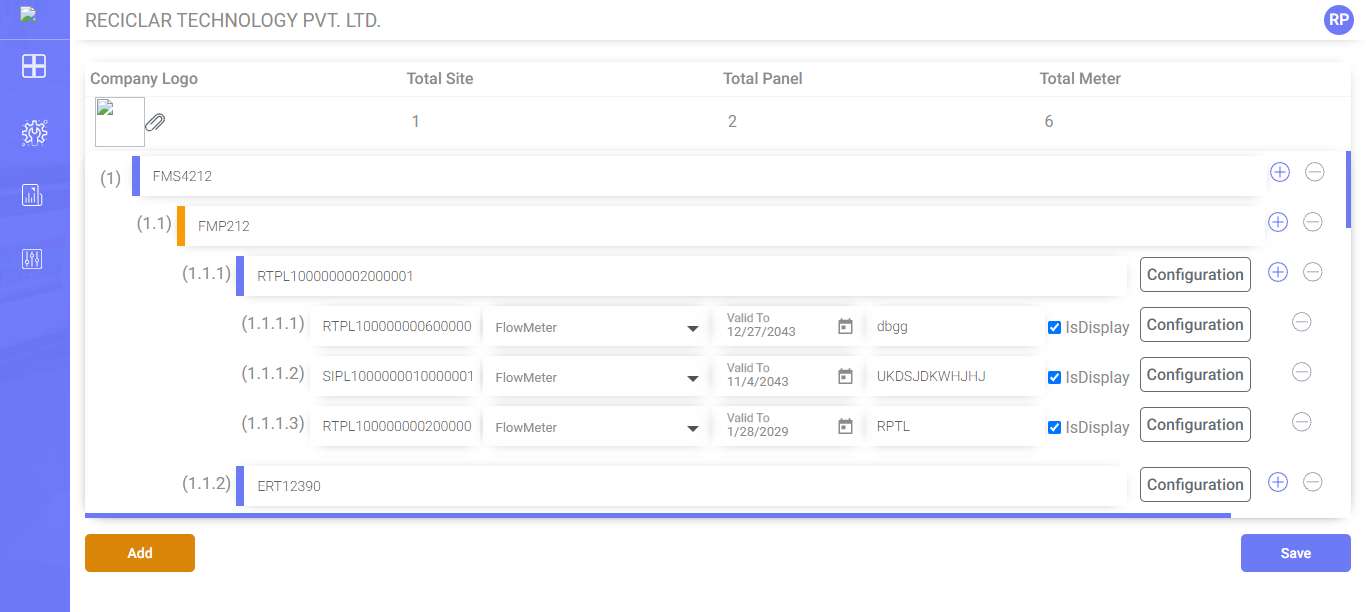 RECICLAR TECHNOLOGY PVT. LTD.
RP
Company Logo Total Site Total Panel Total Meter
1 2 6
(1) FMS4212
(1.1) FMP212
(1.1.1) RTPL1000000002000001 Configuration
(1.1.1.1) RTPL100000000600000 FlowMeter Valid To 12/27/2043 dbgg IsDisplay Configuration
(1.1.1.2) SIPL1000000010000001 FlowMeter Valid To 11/4/2043 UKDSJDKWHJHJ IsDisplay Configuration
(1.1.1.3) RTPL100000000200000 FlowMeter Valid To 1/28/2029 RPTL IsDisplay Configuration
(1.1.2) ERT12390 Configuration
Add Save